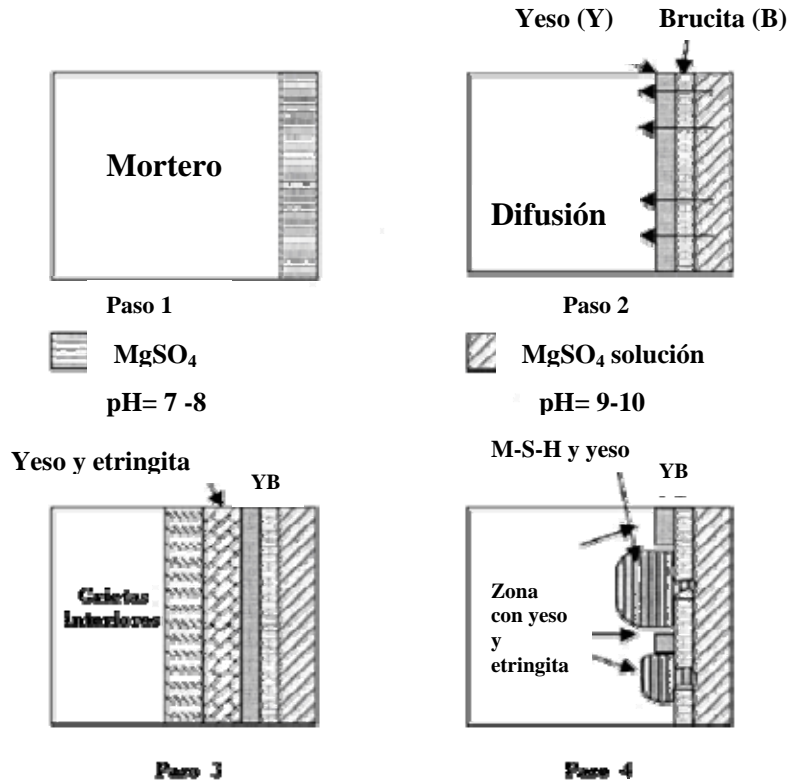 Yeso (Y) Brucita (B)
Mortero
Difusión
Paso 1
Paso 2
MgSO₄
MgSO₄ solución
pH= 7 -8
pH= 9-10
Yeso y etringita
YB
M-S-H y yeso
YB
Grietas
Interiores
Zona
con yeso
y
etringita
Paso 3
Paso 4